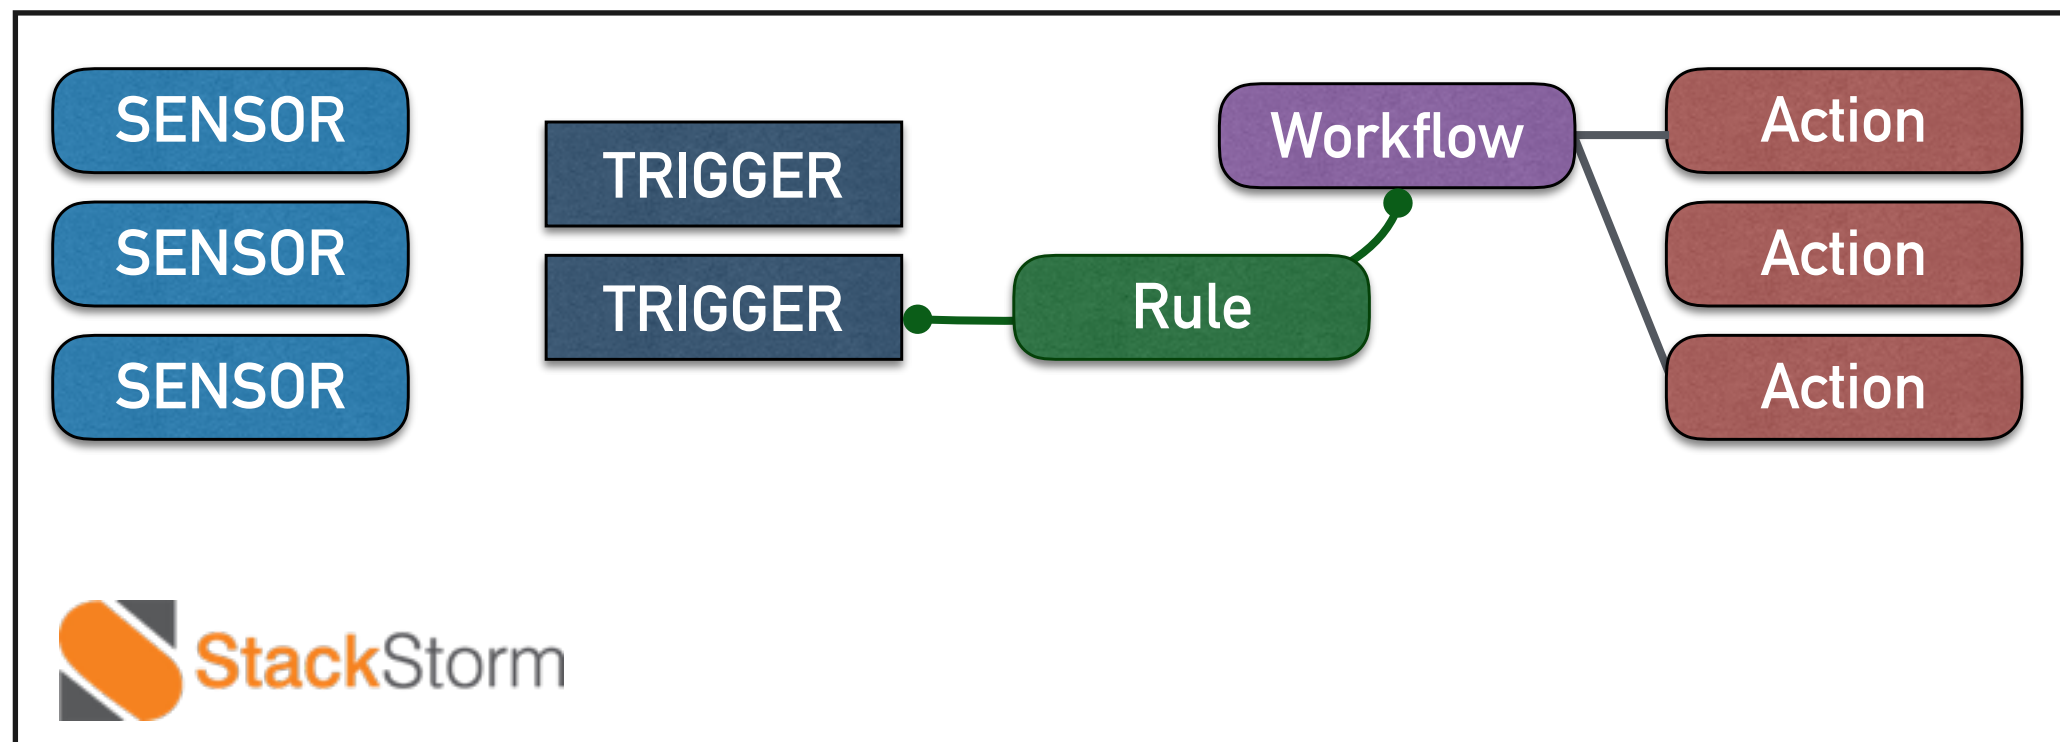 SENSOR
SENSOR
SENSOR
TRIGGER
TRIGGER
Rule
Workflow
Action
Action
Action
StackStorm